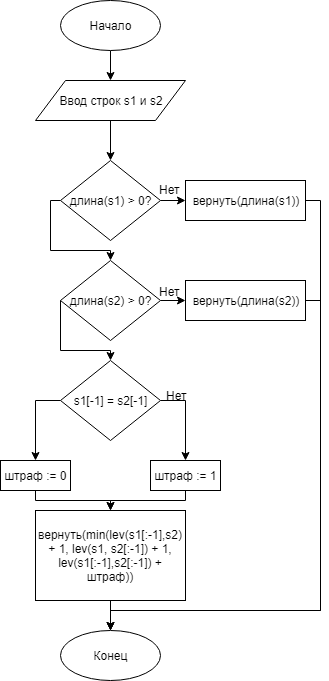 Начало
Ввод строк s1 и s2
длина(s1) > 0?
Нет
вернуть(длина(s1))
длина(s2) > 0?
Нет
вернуть(длина(s2))
s1[-1] = s2[-1]
Нет
штраф := 0
штраф := 1
вернуть(min(lev(s1[:-1],s2)
+ 1, lev(s1, s2[:-1]) + 1,
lev(s1[:-1],s2[:-1]) +
штраф))
Конец